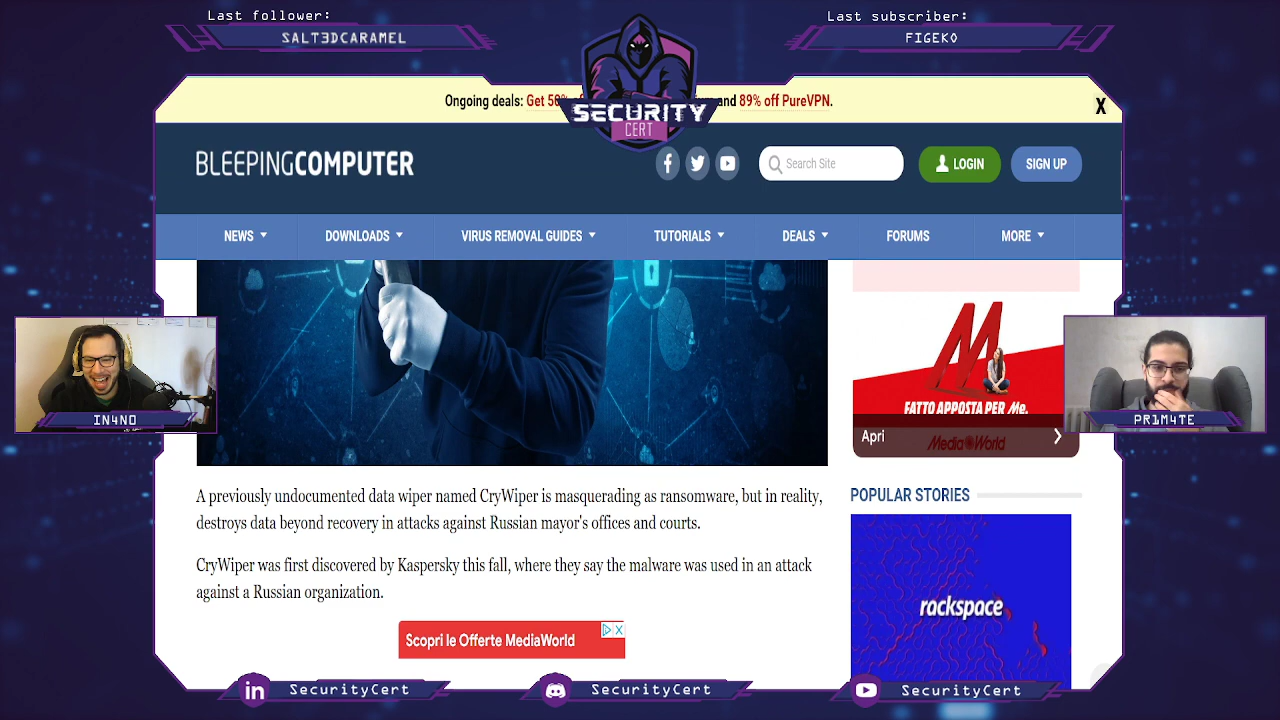 Last follower:
SALT3DCARAMEL
Last subscriber:
FIGEKO
SECURITY
CERT
Ongoing deals: Get 50% and 89% off PureVPN.
X
BLEEPINGCOMPUTER
Search Site
LOGIN
SIGN UP
NEWS
DOWNLOADS
VIRUS REMOVAL GUIDES
TUTORIALS
DEALS
FORUMS
MORE
IN4N0
M
FATTO APPOSTA PER Me.
Apri
MediaWorld
PR1M4TE
A previously undocumented data wiper named CryWiper is masquerading as ransomware, but in reality,
destroys data beyond recovery in attacks against Russian mayor's offices and courts.
CryWiper was first discovered by Kaspersky this fall, where they say the malware was used in an attack
against a Russian organization.
POPULAR STORIES
rackspace
Scopri le Offerte MediaWorld
in SecurityCert
SecurityCert
SecurityCert